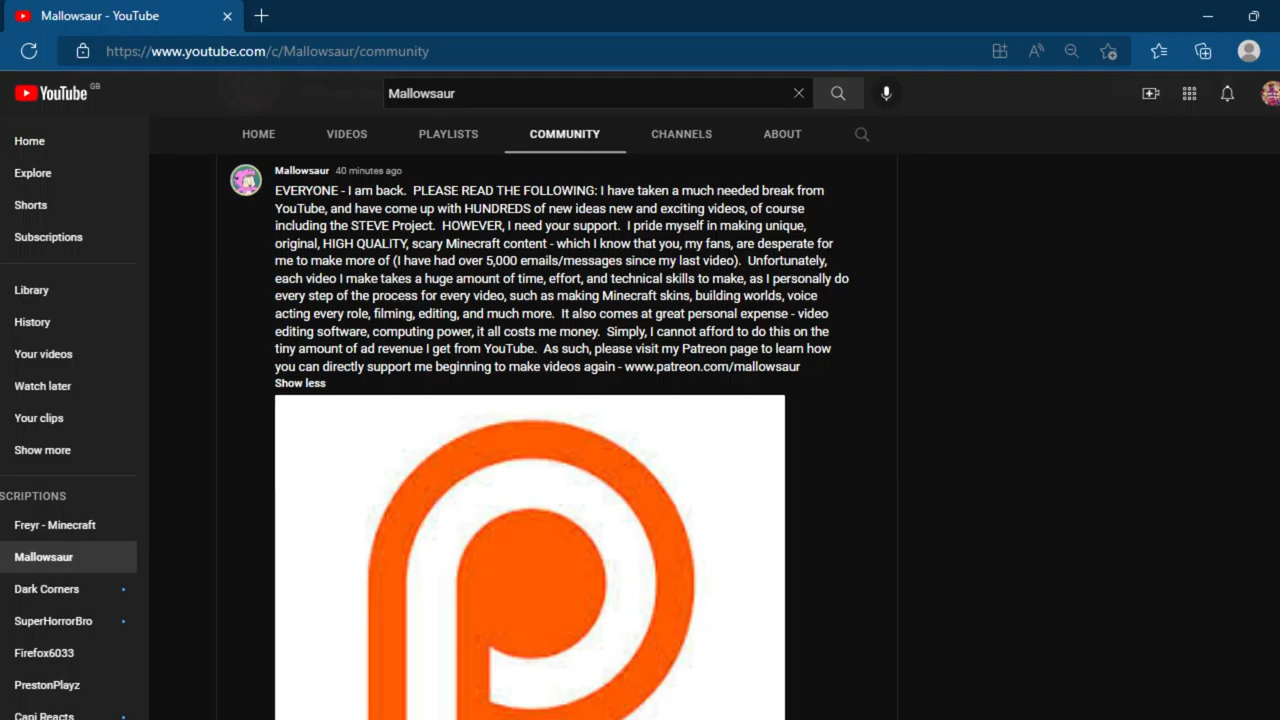 Mallowsaur - YouTube
https://www.youtube.com/c/Mallowsaur/community
YouTube GB
Mallowsaur
HOME VIDEOS PLAYLISTS COMMUNITY CHANNELS ABOUT
Home
Explore
Shorts
Subscriptions
Library
History
Your videos
Watch later
Your clips
Show more
SCRIPTIONS
Freyr - Minecraft
Mallowsaur
Dark Corners
SuperHorrorBro
Firefox6033
PrestonPlayz
Capi Reacts
Mallowsaur 40 minutes ago
EVERYONE - I am back. PLEASE READ THE FOLLOWING: I have taken a much needed break from
YouTube, and have come up with HUNDREDS of new ideas new and exciting videos, of course
including the STEVE Project. HOWEVER, I need your support. I pride myself in making unique,
original, HIGH QUALITY, scary Minecraft content - which I know that you, my fans, are desperate for
me to make more of (I have had over 5,000 emails/messages since my last video). Unfortunately,
each video I make takes a huge amount of time, effort, and technical skills to make, as I personally do
every step of the process for every video, such as making Minecraft skins, building worlds, voice
acting every role, filming, editing, and much more. It also comes at great personal expense - video
editing software, computing power, it all costs me money. Simply, I cannot afford to do this on the
tiny amount of ad revenue I get from YouTube. As such, please visit my Patreon page to learn how
you can directly support me beginning to make videos again - www.patreon.com/mallowsaur
Show less